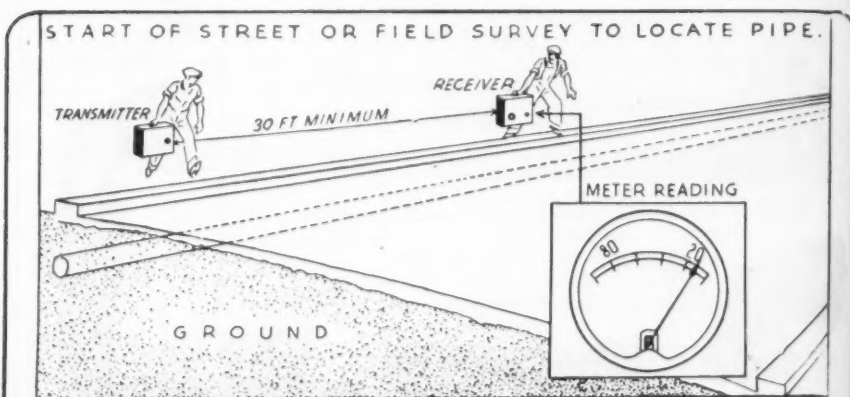 START OF STREET OR FIELD SURVEY TO LOCATE PIPE.
RECEIVER
TRANSMITTER
30 FT MINIMUM
METER READING
80
20
GROUND